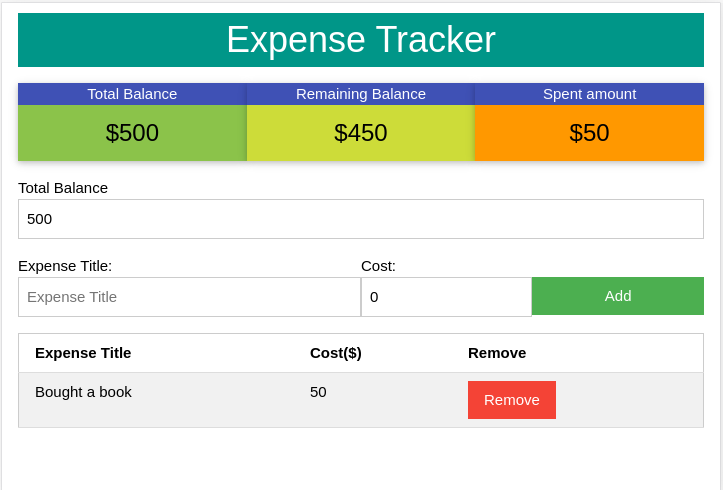 Expense Tracker
Total Balance Remaining Balance Spent amount
$500 $450 $50
Total Balance
500
Expense Title: Cost:
Expense Title 0 Add
Expense Title Cost($) Remove
Bought a book 50 Remove